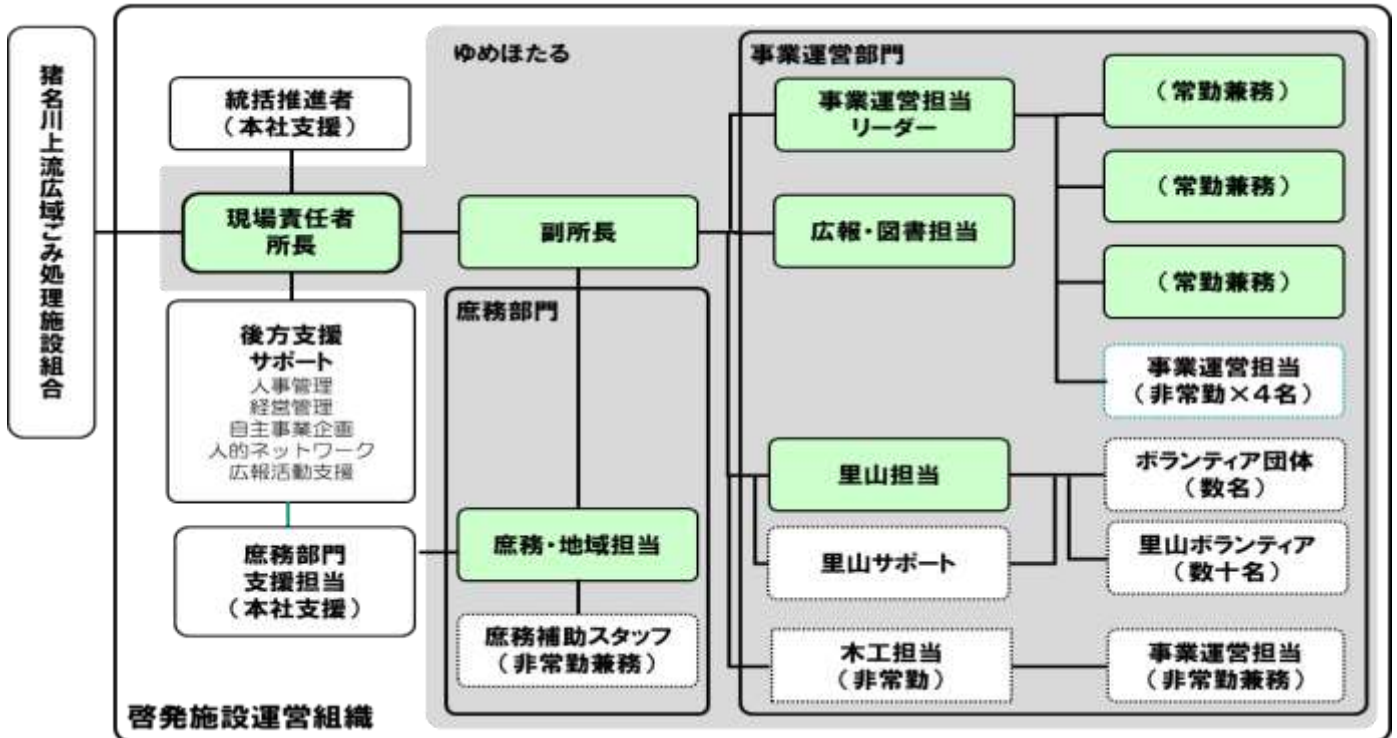 猪名川上流広域ごみ処理施設組合
統括推進者
（本社支援）
現場責任者
所長
後方支援
サポート
人事管理
経営管理
自主事業企画
人的ネットワーク
広報活動支援
庶務部門
支援担当
（本社支援）
啓発施設運営組織
ゆめほたる
副所長
庶務部門
庶務・地域担当
庶務補助スタッフ
（非常勤兼務）
事業運営部門
事業運営担当
リーダー
広報・図書担当
里山担当
里山サポート
木工担当
（非常勤）
（常勤兼務）
（常勤兼務）
（常勤兼務）
事業運営担当
（非常勤×4名）
ボランティア団体
（数名）
里山ボランティア
（数十名）
事業運営担当
（非常勤兼務）